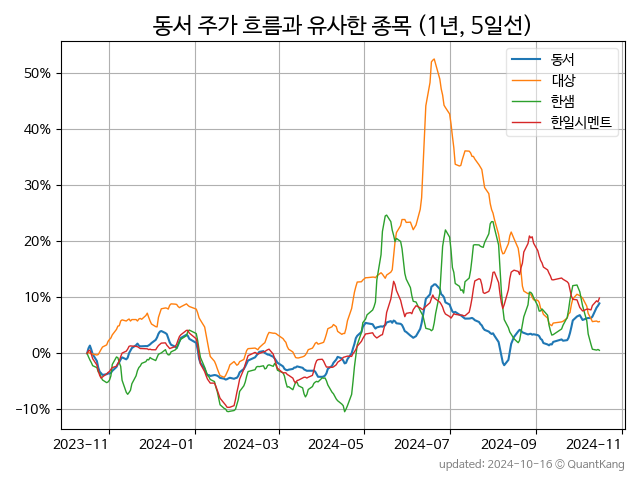 동서 주가 흐름과 유사한 종목 (1년, 5일선)
동서
대상
한샘
한일시멘트
50%
40%
30%
20%
10%
0%
−10%
2023-11 2024-01 2024-03 2024-05 2024-07 2024-09 2024-11
updated: 2024-10-16 © QuantKang